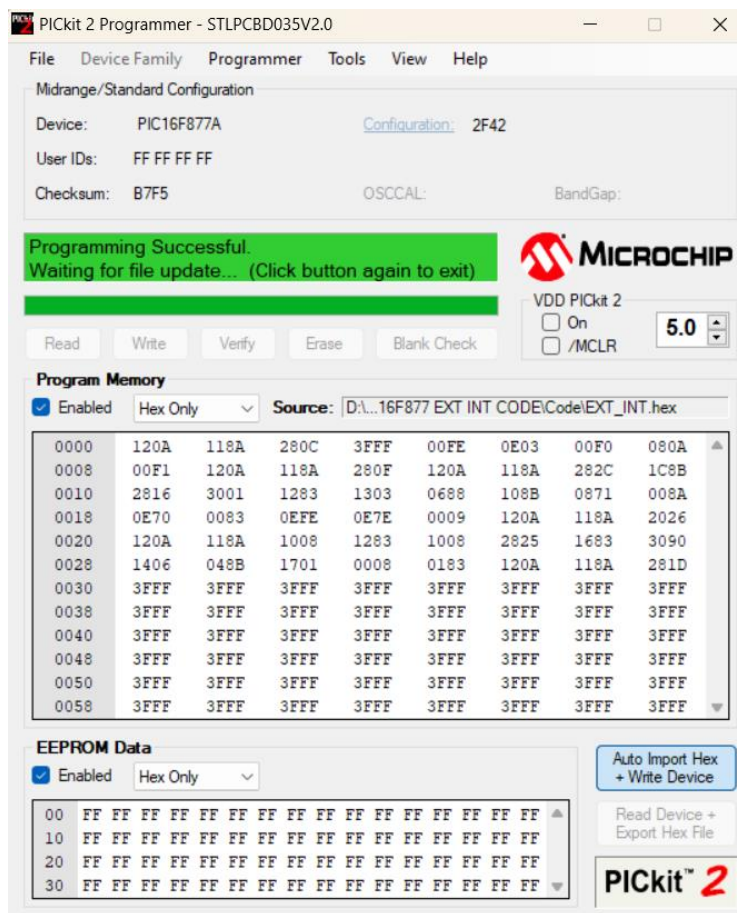 PICkit 2 Programmer - STLPCBD035V2.0
File Device Family Programmer Tools View Help
Midrange/Standard Configuration
Device: PIC16F877A Configuration: 2F42
User IDs: FF FF FF FF
Checksum: B7F5 OSCCAL: BandGap:
Programming Successful.
Waiting for file update... (Click button again to exit)
MICROCHIP
VDD PICkit 2
On
/MCLR
5.0
Read Write Verify Erase Blank Check
Program Memory
Enabled Hex Only Source: D:\...16F877 EXT INT CODE\Code\EXT_INT.hex
0000 120A 118A 280C 3FFF 00FE 0E03 00F0 080A
0008 00F1 120A 118A 280F 120A 118A 282C 1C8B
0010 2816 3001 1283 1303 0688 108B 0871 008A
0018 0E70 0083 0EFE 0E7E 0009 120A 118A 2026
0020 120A 118A 1008 1283 1008 2825 1683 3090
0028 1406 048B 1701 0008 0183 120A 118A 281D
0030 3FFF 3FFF 3FFF 3FFF 3FFF 3FFF 3FFF 3FFF
0038 3FFF 3FFF 3FFF 3FFF 3FFF 3FFF 3FFF 3FFF
0040 3FFF 3FFF 3FFF 3FFF 3FFF 3FFF 3FFF 3FFF
0048 3FFF 3FFF 3FFF 3FFF 3FFF 3FFF 3FFF 3FFF
0050 3FFF 3FFF 3FFF 3FFF 3FFF 3FFF 3FFF 3FFF
0058 3FFF 3FFF 3FFF 3FFF 3FFF 3FFF 3FFF 3FFF
EEPROM Data
Enabled Hex Only
00 FF FF FF FF FF FF FF FF FF FF FF FF FF FF FF FF
10 FF FF FF FF FF FF FF FF FF FF FF FF FF FF FF FF
20 FF FF FF FF FF FF FF FF FF FF FF FF FF FF FF FF
30 FF FF FF FF FF FF FF FF FF FF FF FF FF FF FF FF
Auto Import Hex
+ Write Device
Read Device +
Export Hex File
PICkit™ 2